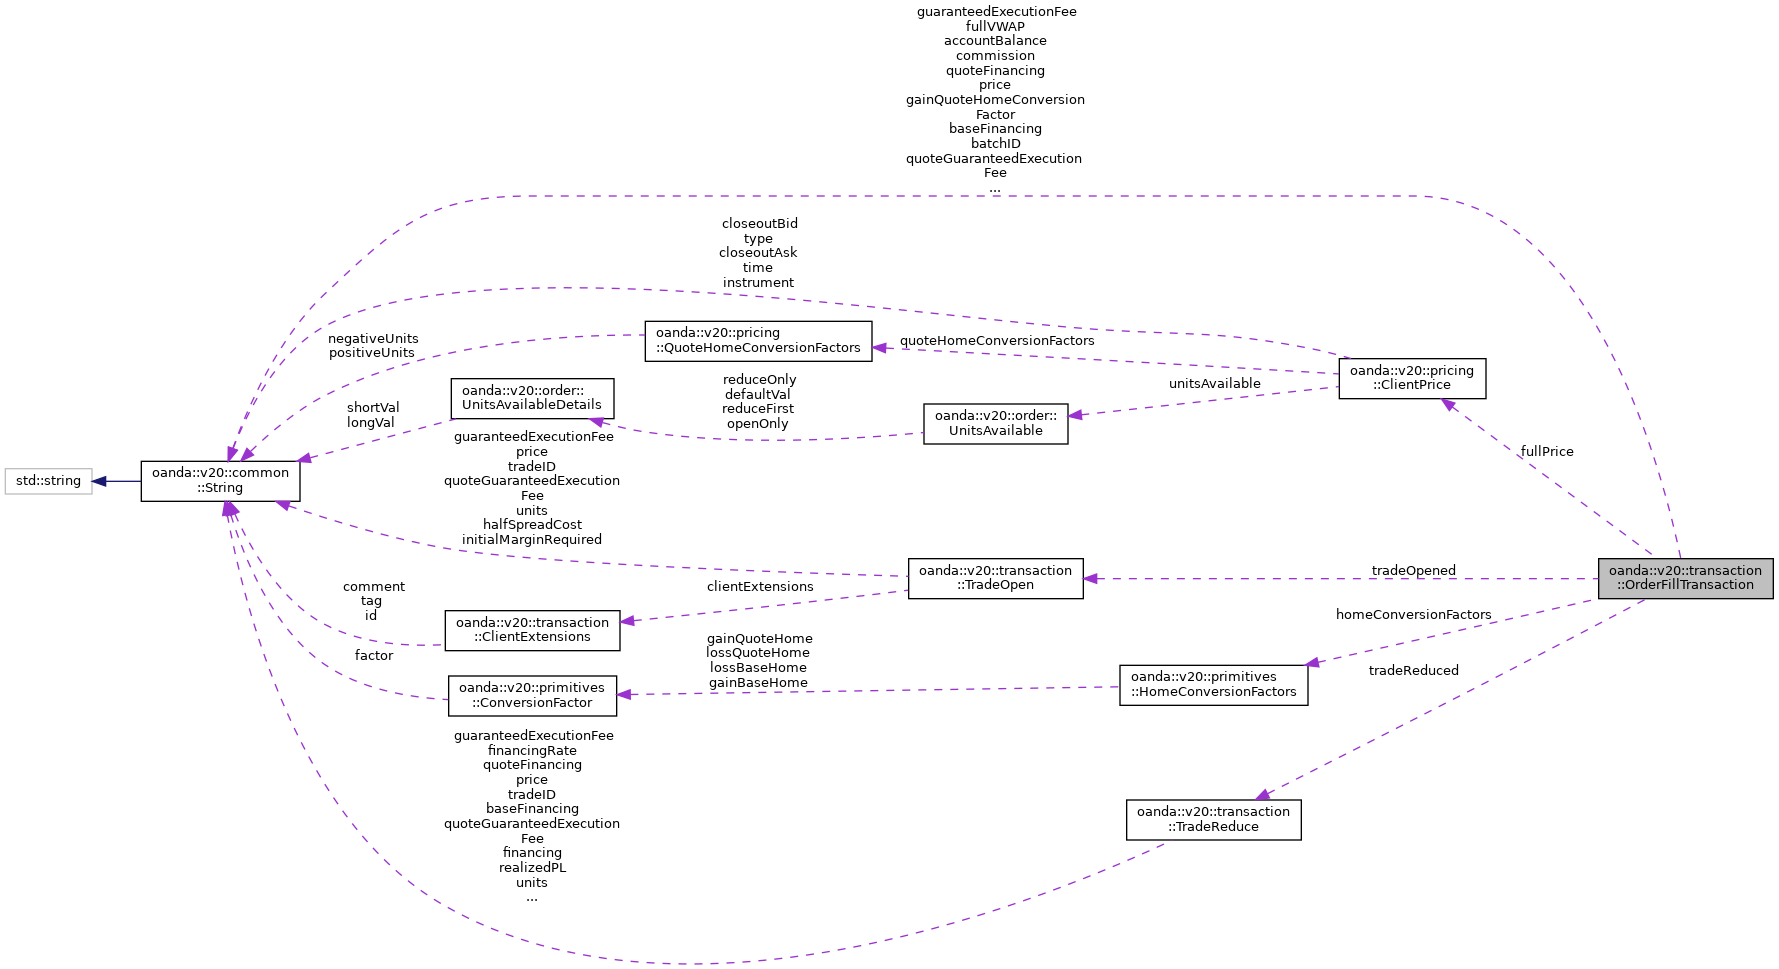 guaranteedExecutionFee
fullVWAP
accountBalance
commission
quoteFinancing
price
gainQuoteHomeConversion
Factor
baseFinancing
batchID
quoteGuaranteedExecution
Fee
...
closeoutBid
type
closeoutAsk
time
instrument
negativeUnits
positiveUnits
oanda::v20::pricing
::QuoteHomeConversionFactors
quoteHomeConversionFactors
oanda::v20::pricing
::ClientPrice
unitsAvailable
reduceOnly
defaultVal
reduceFirst
openOnly
oanda::v20::order::
UnitsAvailableDetails
oanda::v20::order::
UnitsAvailable
shortVal
longVal
fullPrice
guaranteedExecutionFee
price
tradeID
quoteGuaranteedExecution
Fee
units
halfSpreadCost
initialMarginRequired
std::string
oanda::v20::common
::String
oanda::v20::transaction
::TradeOpen
tradeOpened
oanda::v20::transaction
::OrderFillTransaction
clientExtensions
comment
tag
id
oanda::v20::transaction
::ClientExtensions
homeConversionFactors
factor
gainQuoteHome
lossQuoteHome
lossBaseHome
gainBaseHome
oanda::v20::primitives
::ConversionFactor
oanda::v20::primitives
::HomeConversionFactors
tradeReduced
guaranteedExecutionFee
financingRate
quoteFinancing
price
tradeID
baseFinancing
quoteGuaranteedExecution
Fee
financing
realizedPL
units
...
oanda::v20::transaction
::TradeReduce